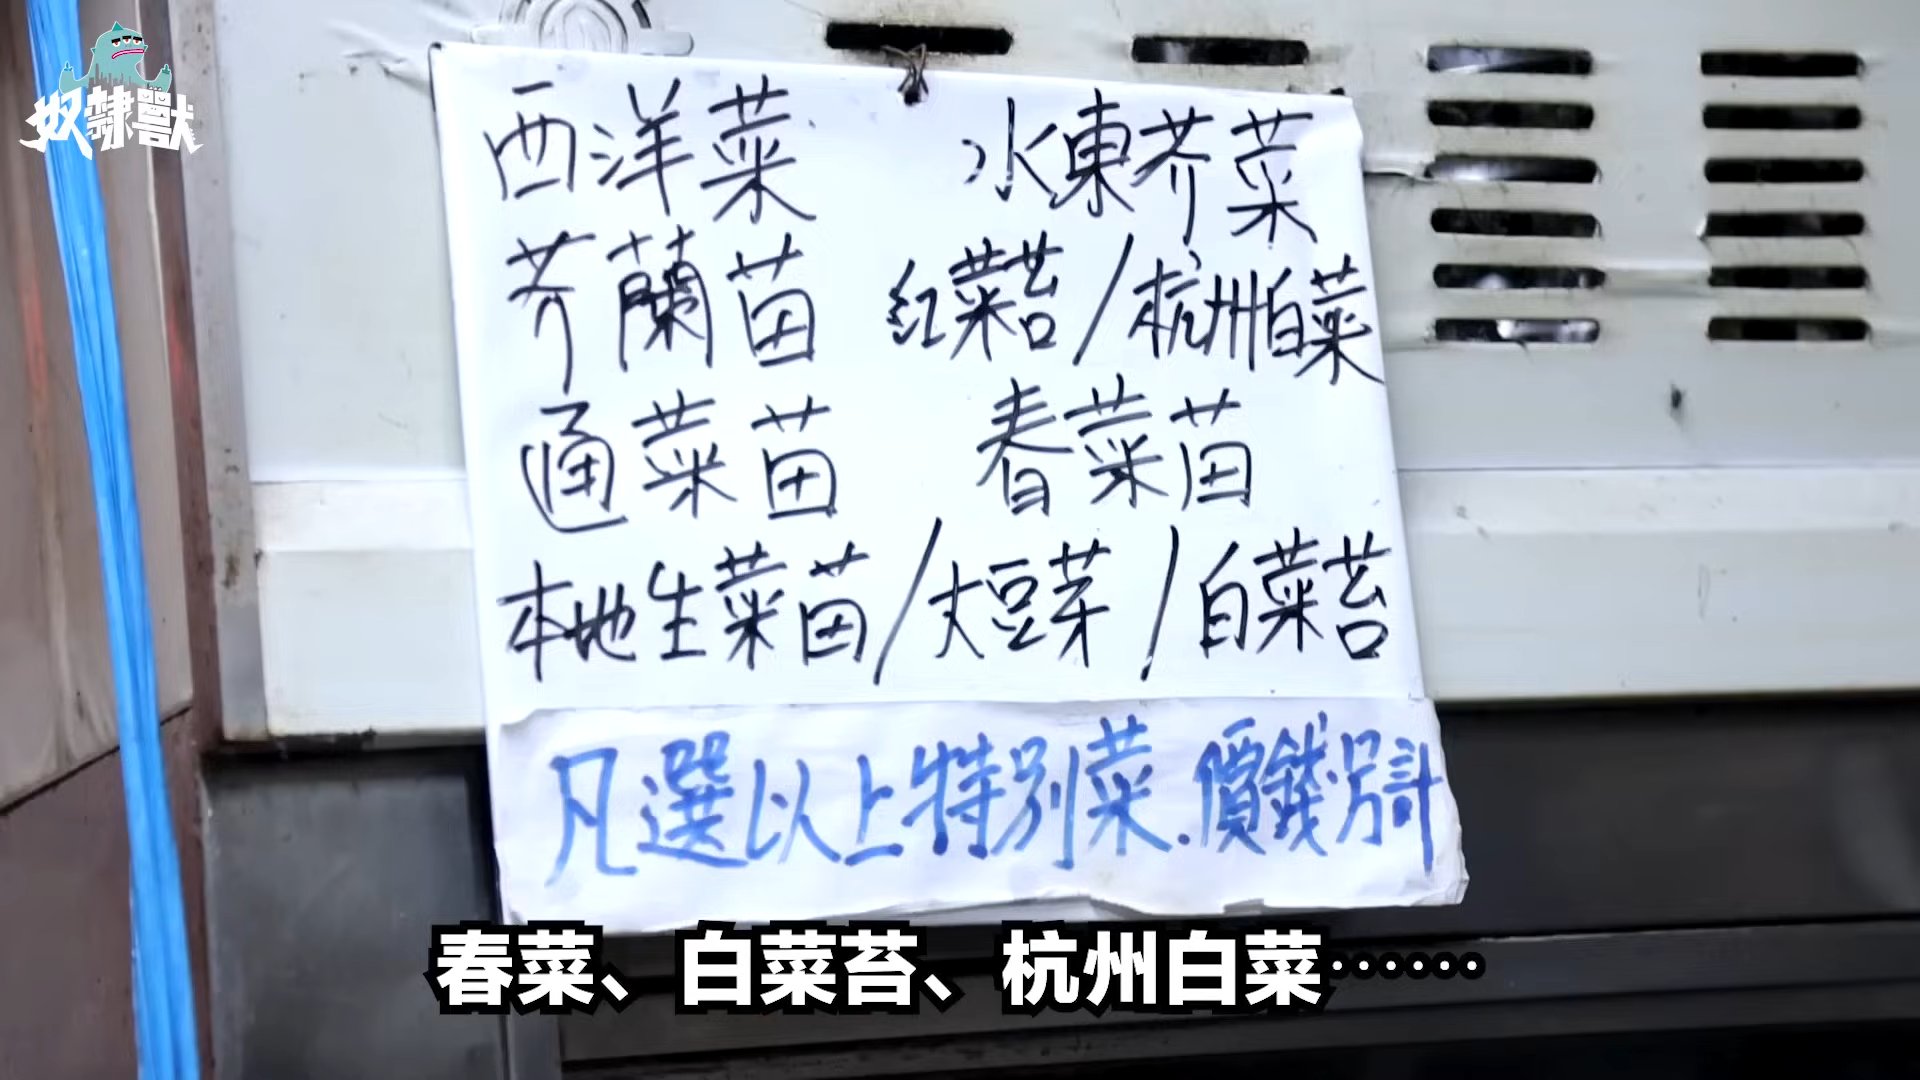 奴隸獸
西洋菜 水東芥菜
芥蘭苗 红菜苔/杭州白菜
通菜苗 春菜苗
本地生菜苗/大豆芽/白菜苔
凡選以上特別菜.價錢另計
春菜、白菜苔、杭州白菜……